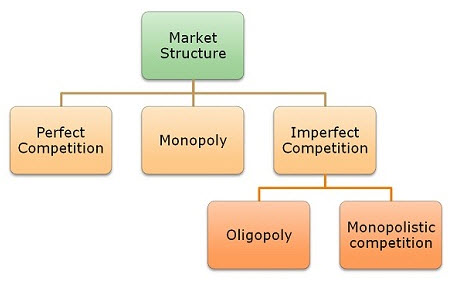 Market
Structure
Perfect
Competition
Monopoly
Imperfect
Competition
Oligopoly
Monopolistic
competition